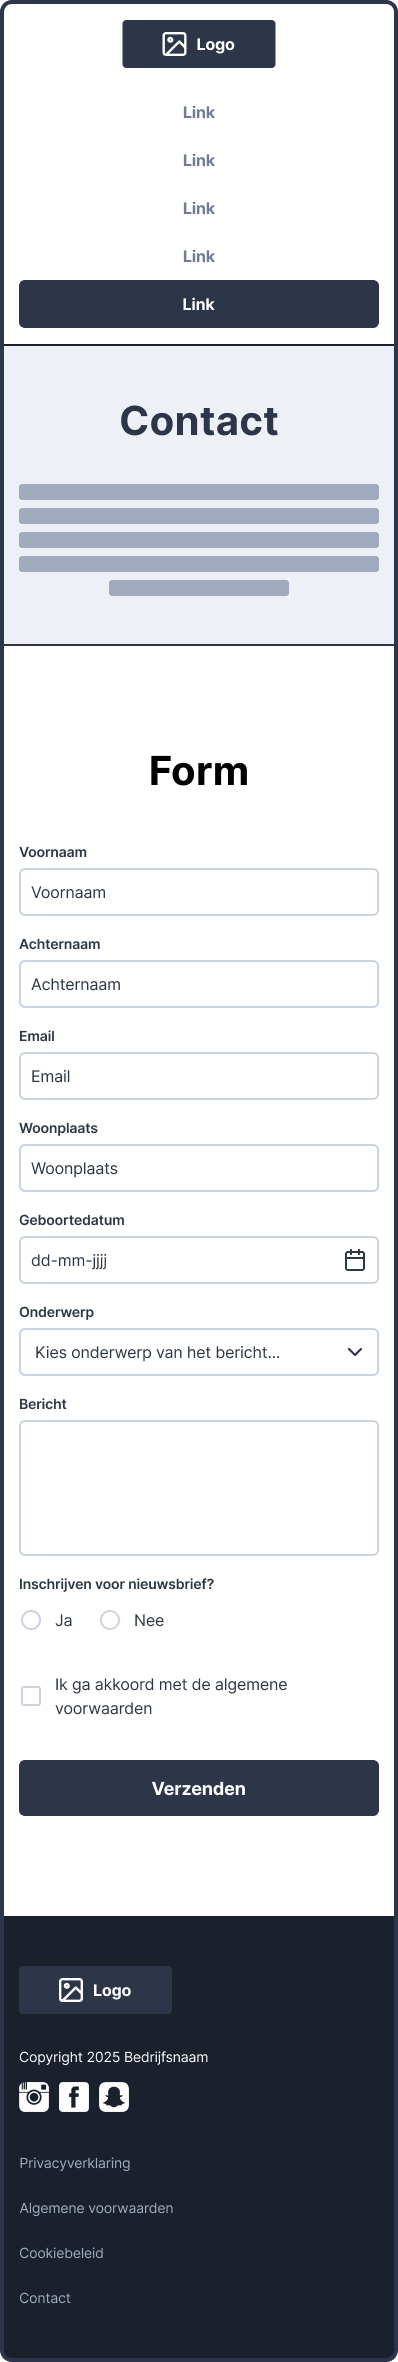 Logo
Link
Link
Link
Link
Link
Contact
Form
Voornaam
Voornaam
Achternaam
Achternaam
Email
Email
Woonplaats
Woonplaats
Geboortedatum
dd-mm-jjjj
Onderwerp
Kies onderwerp van het bericht...
Bericht
Inschrijven voor nieuwsbrief?
Ja Nee
Ik ga akkoord met de algemene
voorwaarden
Verzenden
Logo
Copyright 2025 Bedrijfsnaam
Privacyverklaring
Algemene voorwaarden
Cookiebeleid
Contact